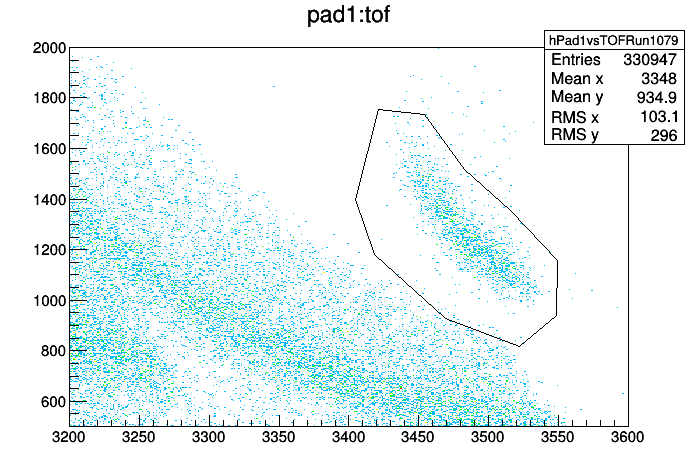 pad1:tof
hPad1vsTOFRun1079
Entries 330947
Mean x 3348
Mean y 934.9
RMS x 103.1
RMS y 296
2000
1800
1600
1400
1200
1000
800
600
3200 3250 3300 3350 3400 3450 3500 3550 3600